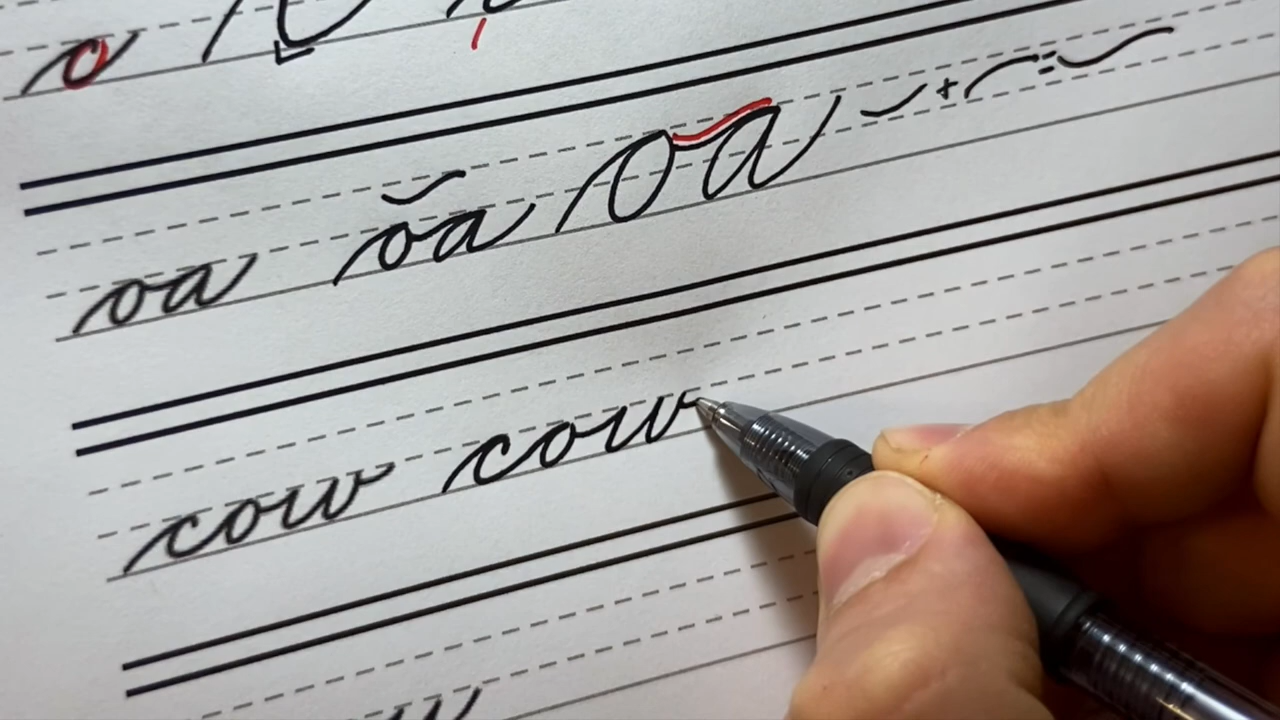 o
oa oa oa + =
cow cow